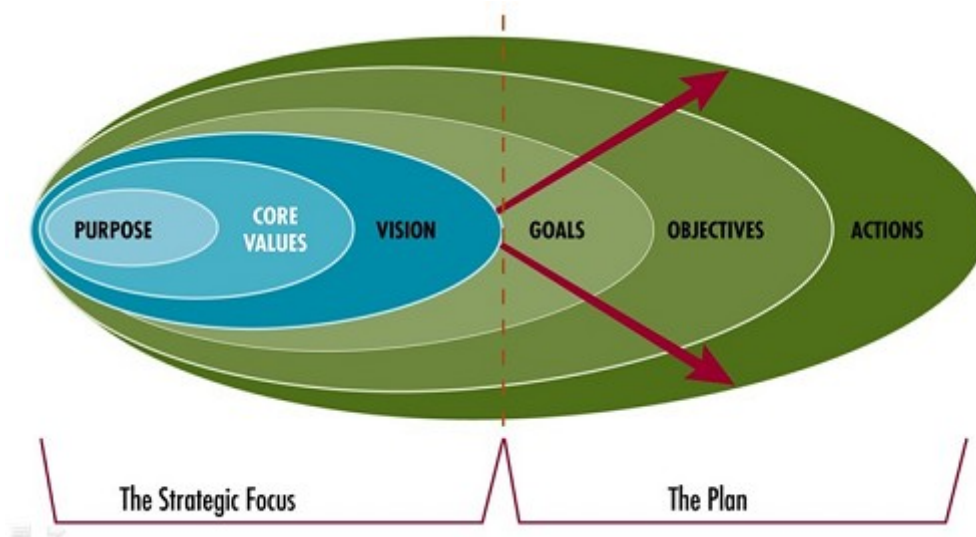 PURPOSE
CORE
VALUES
VISION
GOALS
OBJECTIVES
ACTIONS
The Strategic Focus
The Plan